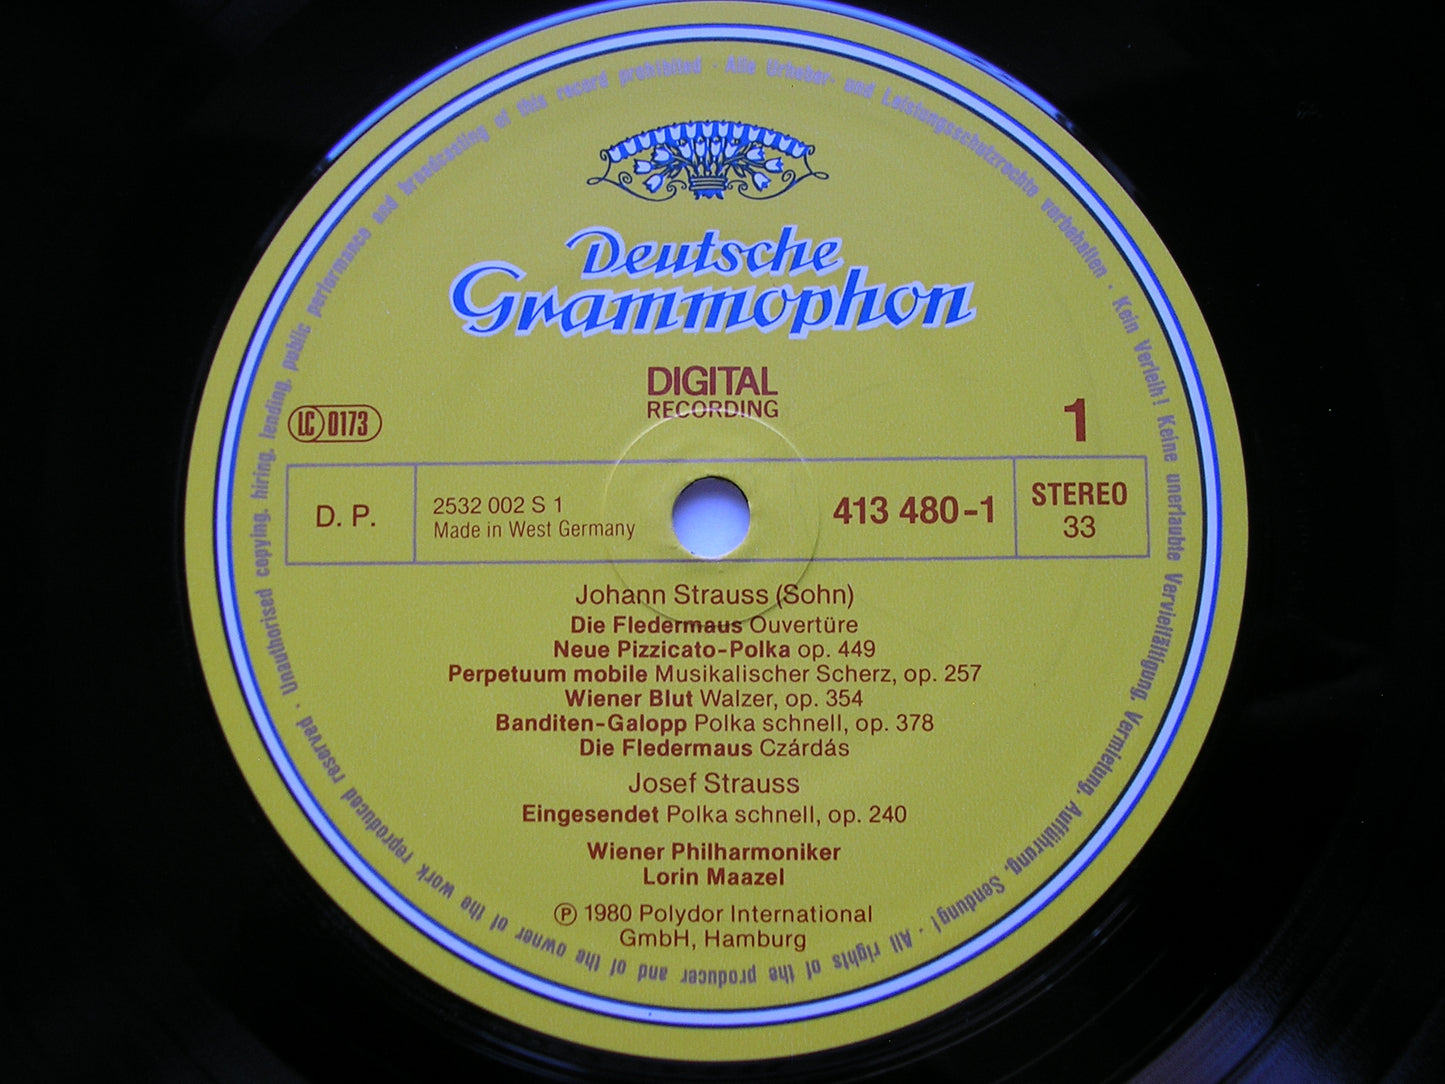 Deutsche
Grammophon
DIGITAL
RECORDING
LC 0173
1
D. P.
2532 002 S 1
Made in West Germany
413 480-1
STEREO
33
Johann Strauss (Sohn)
Die Fledermaus Ouvertüre
Neue Pizzicato-Polka op. 449
Perpetuum mobile Musikalischer Scherz, op. 257
Wiener Blut Walzer, op. 354
Banditen-Galopp Polka schnell, op. 378
Die Fledermaus Czárdás
Josef Strauss
Eingesendet Polka schnell, op. 240
Wiener Philharmoniker
Lorin Maazel
Ⓟ 1980 Polydor International
GmbH, Hamburg
Alle Urheber- und Leistungsschutzrechte vorbehalten · Kein Verleih! Keine unerlaubte Vervielfältigung, Vermietung, Aufführung, Sendung! · All rights of the producer and of the owner of the work reproduced reserved · Unauthorised copying, hiring, lending, public performance and broadcasting of this record prohibited ·